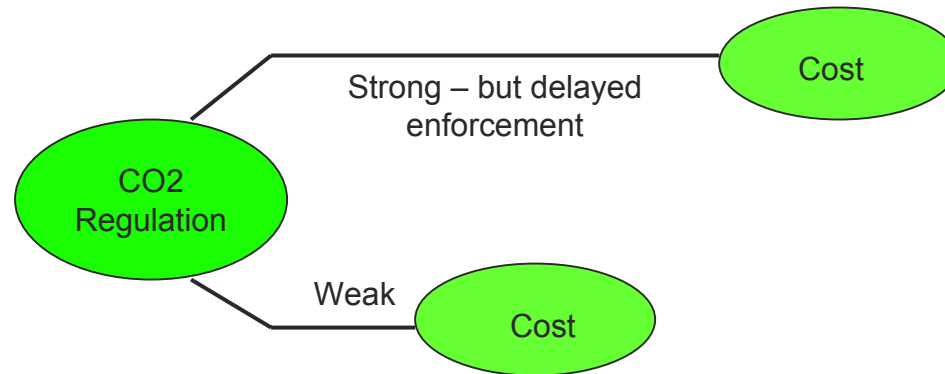 Cost
Strong – but delayed
enforcement
CO2
Regulation
Weak
Cost